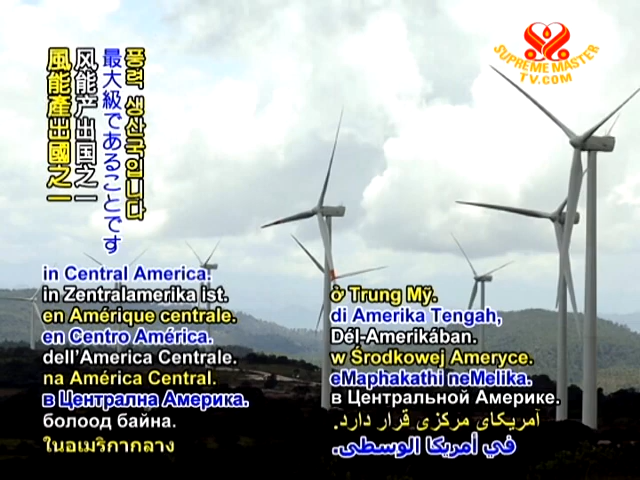 SUPREME MASTER
TV.COM
풍력 생산국입니다
最大級であることです
风能产出国之一
風能產出國之一
in Central America.
in Zentralamerika ist.
en Amérique centrale.
en Centro América.
dell’America Centrale.
na América Central.
в Централна Америка.
болоод байна.
ในอเมริกากลาง
ở Trung Mỹ.
di Amerika Tengah,
Dél-Amerikában.
w Środkowej Ameryce.
eMaphakathi neMelika.
в Центральной Америке.
آمریکای مرکزی قرار دارد.
في أمريكا الوسطى.